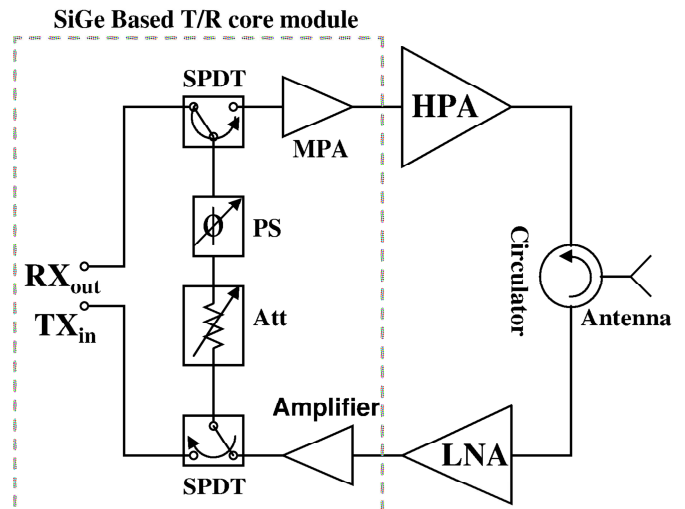 SiGe Based T/R core module
SPDT
MPA
HPA
ϕ
PS
RXout
TXin
Att
Circulator
Antenna
Amplifier
LNA
SPDT